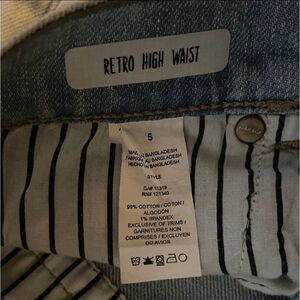 RETRO HIGH WAIST
5
MADE IN BANGLADESH
FABRIQUÉ AU BANGLADESH
HECHO EN BANGLADESH
STYLE
CA# 11319
RN# 121340
99% COTTON / COTON /
ALGODÓN
1% SPANDEX
EXCLUSIVE OF TRIMS /
GARNITURES NON
COMPRISES / EXCLUYEN
DO AVIOS